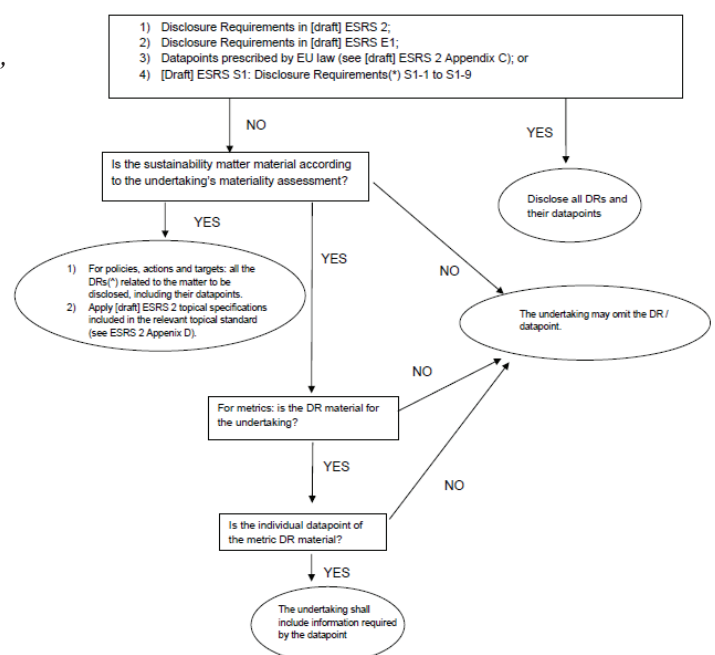 1) Disclosure Requirements in [draft] ESRS 2;
2) Disclosure Requirements in [draft] ESRS E1;
3) Datapoints prescribed by EU law (see [draft] ESRS 2 Appendix C); or
4) [Draft] ESRS S1: Disclosure Requirements(*) S1-1 to S1-9
,
NO
YES
Is the sustainability matter material according
to the undertaking's materiality assessment?
Disclose all DRs and
their datapoints
YES
YES
NO
1) For policies, actions and targets: all the
DRs(*) related to the matter to be
disclosed, including their datapoints.
2) Apply [draft] ESRS 2 topical specifications
included in the relevant topical standard
(see ESRS 2 Appenix D).
The undertaking may omit the DR /
datapoint.
NO
For metrics: is the DR material for
the undertaking?
YES
NO
Is the individual datapoint of
the metric DR material?
YES
The undertaking shall
include information required
by the datapoint